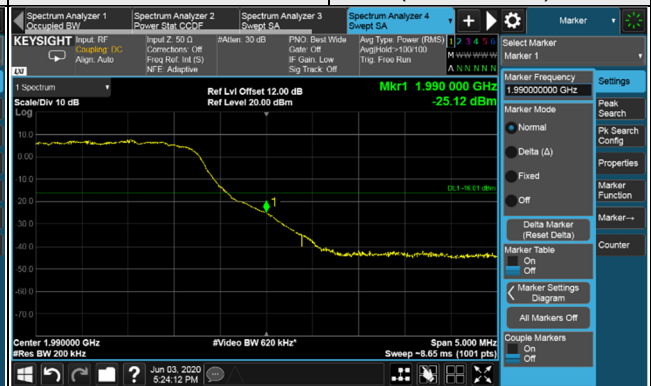 Spectrum Analyzer 1
Occupied BW
Spectrum Analyzer 2
Power Stat CCDF
Spectrum Analyzer 3
Swept SA
Spectrum Analyzer 4
Swept SA
Marker
KEYSIGHT
Input: RF
Coupling: DC
Align: Auto
Input Z: 50 Ω
Corrections: Off
Freq Ref: Int (S)
NFE: Adaptive
#Atten: 30 dB
PNO: Best Wide
Gate: Off
IF Gain: Low
Sig Track: Off
Avg Type: Power (RMS)
Avg|Hold:>100/100
Trig: Free Run
1 2 3 4 5 6
M W W W W W
A N N N N N
LXI
Select Marker
Marker 1
1 Spectrum
Scale/Div 10 dB
Log
Ref Lvl Offset 12.00 dB
Ref Level 20.00 dBm
Mkr1 1.990 000 GHz
-25.12 dBm
10.0
0.00
-10.0
-20.0
-30.0
-40.0
-50.0
-60.0
-70.0
1
DL1 -16.01 dBm
Center 1.990000 GHz
#Res BW 200 kHz
#Video BW 620 kHz*
Span 5.000 MHz
Sweep ~8.65 ms (1001 pts)
Marker Frequency
1.990000000 GHz
Marker Mode
Normal
Delta (Δ)
Fixed
Off
Delta Marker
(Reset Delta)
Marker Table
On
Off
Marker Settings
Diagram
All Markers Off
Couple Markers
On
Off
Settings
Peak
Search
Pk Search
Config
Properties
Marker
Function
Marker→
Counter
Jun 03, 2020
5:24:12 PM